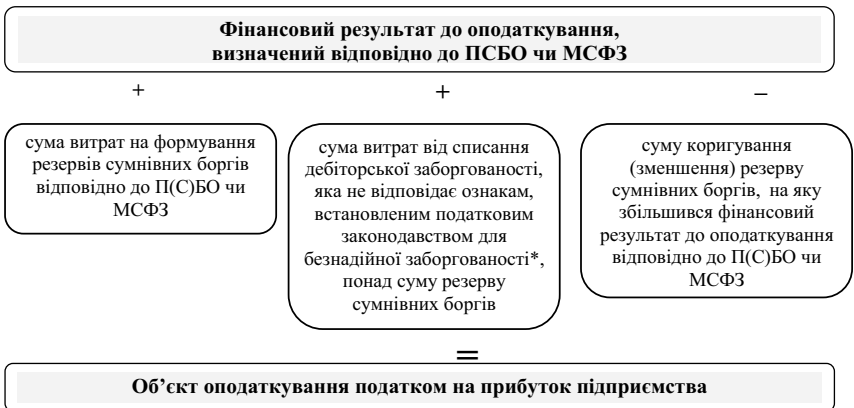 Фінансовий результат до оподаткування,
визначений відповідно до ПСБО чи МСФЗ
+
+
–
сума витрат на формування
резервів сумнівних боргів
відповідно до П(С)БО чи
МСФЗ
сума витрат від списання
дебіторської заборгованості,
яка не відповідає ознакам,
встановленим податковим
законодавством для
безнадійної заборгованості*,
понад суму резерву
сумнівних боргів
суму коригування
(зменшення) резерву
сумнівних боргів, на яку
збільшився фінансовий
результат до оподаткування
відповідно до П(С)БО чи
МСФЗ
=
Об’єкт оподаткування податком на прибуток підприємства